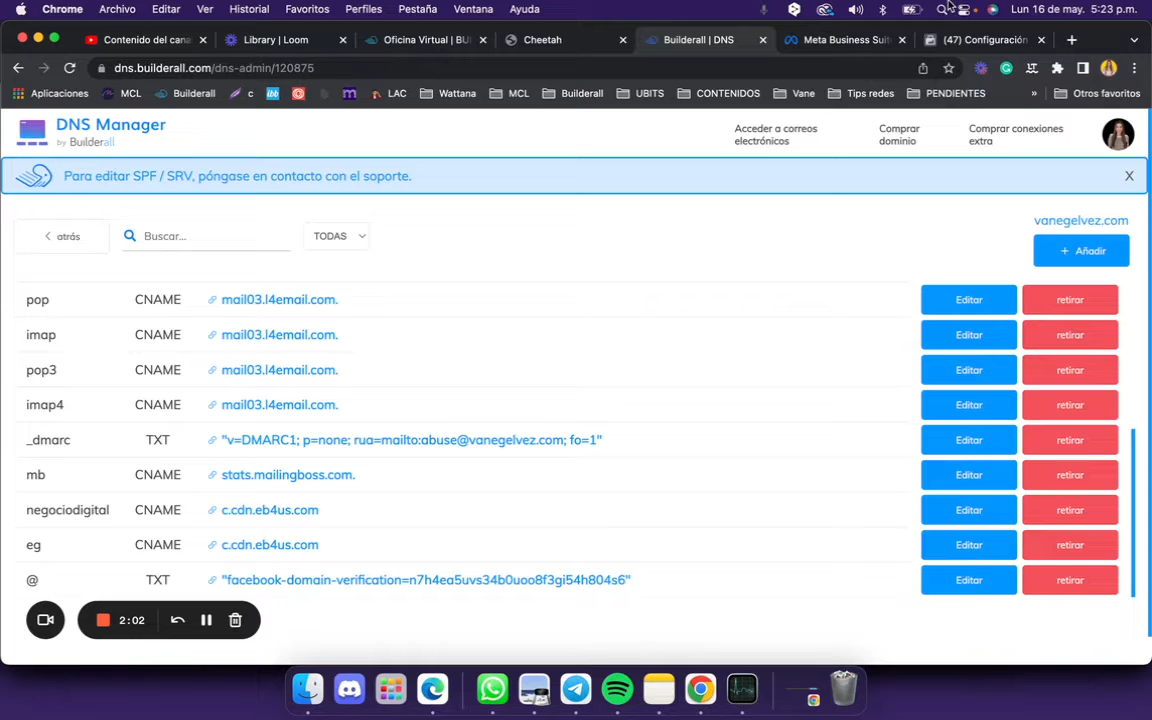 Chrome Archivo Editar Ver Historial Favoritos Perfiles Pestaña Ventana Ayuda Lun 16 de may. 5:23 p.m.
Contenido del cana Library | Loom Oficina Virtual | BU Cheetah Builderall | DNS Meta Business Suit (47) Configuración
dns.builderall.com/dns-admin/120875
Aplicaciones MCL Builderall c ibb LAC Wattana MCL Builderall UBITS CONTENIDOS Vane Tips redes PENDIENTES » Otros favoritos
DNS Manager
by Builderall
Acceder a correos
electrónicos
Comprar
dominio
Comprar conexiones
extra
Para editar SPF / SRV, póngase en contacto con el soporte. X
vanegelvez.com
atrás Buscar... TODAS
+ Añadir
pop CNAME mail03.l4email.com. Editar retirar
imap CNAME mail03.l4email.com. Editar retirar
pop3 CNAME mail03.l4email.com. Editar retirar
imap4 CNAME mail03.l4email.com. Editar retirar
_dmarc TXT "v=DMARC1; p=none; rua=mailto:abuse@vanegelvez.com; fo=1" Editar retirar
mb CNAME stats.mailingboss.com. Editar retirar
negociodigital CNAME c.cdn.eb4us.com Editar retirar
eg CNAME c.cdn.eb4us.com Editar retirar
@ TXT "facebook-domain-verification=n7h4ea5uvs34b0uoo8f3gi54h804s6" Editar retirar
2:02